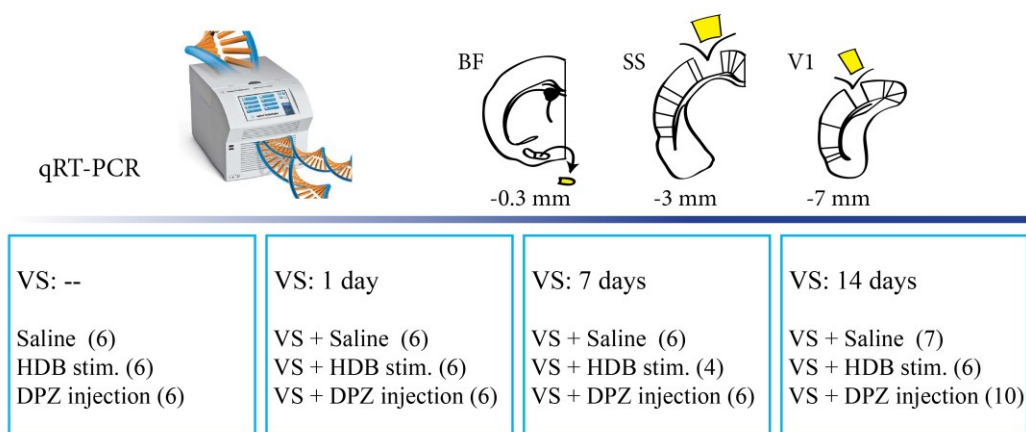 BF
SS
V1
qRT-PCR
-0.3 mm
-3 mm
-7 mm
VS: --
Saline (6)
HDB stim. (6)
DPZ injection (6)
VS: 1 day
VS + Saline (6)
VS + HDB stim. (6)
VS + DPZ injection (6)
VS: 7 days
VS + Saline (6)
VS + HDB stim. (4)
VS + DPZ injection (6)
VS: 14 days
VS + Saline (7)
VS + HDB stim. (6)
VS + DPZ injection (10)